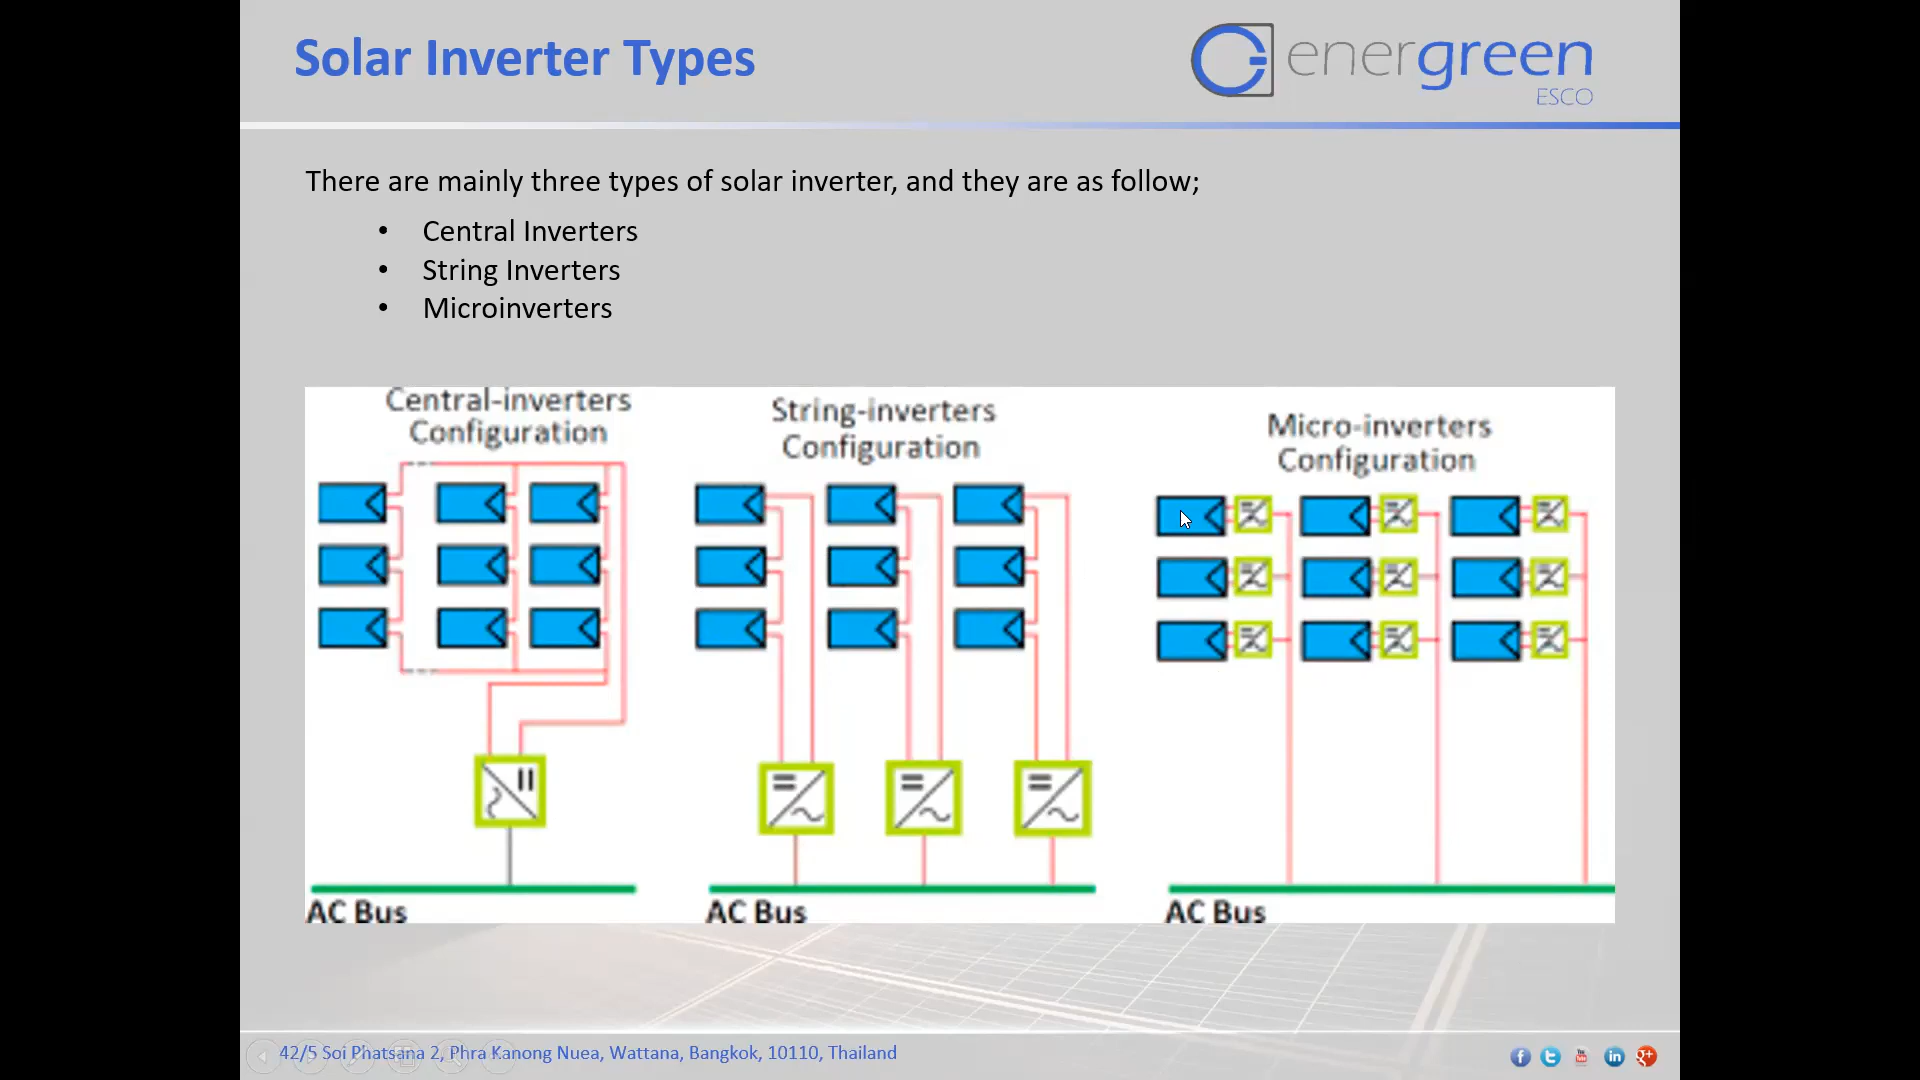 Solar Inverter Types
energreen
ESCO
There are mainly three types of solar inverter, and they are as follow;
• Central Inverters
• String Inverters
• Microinverters
Central-inverters
Configuration
String-inverters
Configuration
Micro-inverters
Configuration
AC Bus
AC Bus
AC Bus
42/5 Soi Phatsana 2, Phra Kanong Nuea, Wattana, Bangkok, 10110, Thailand